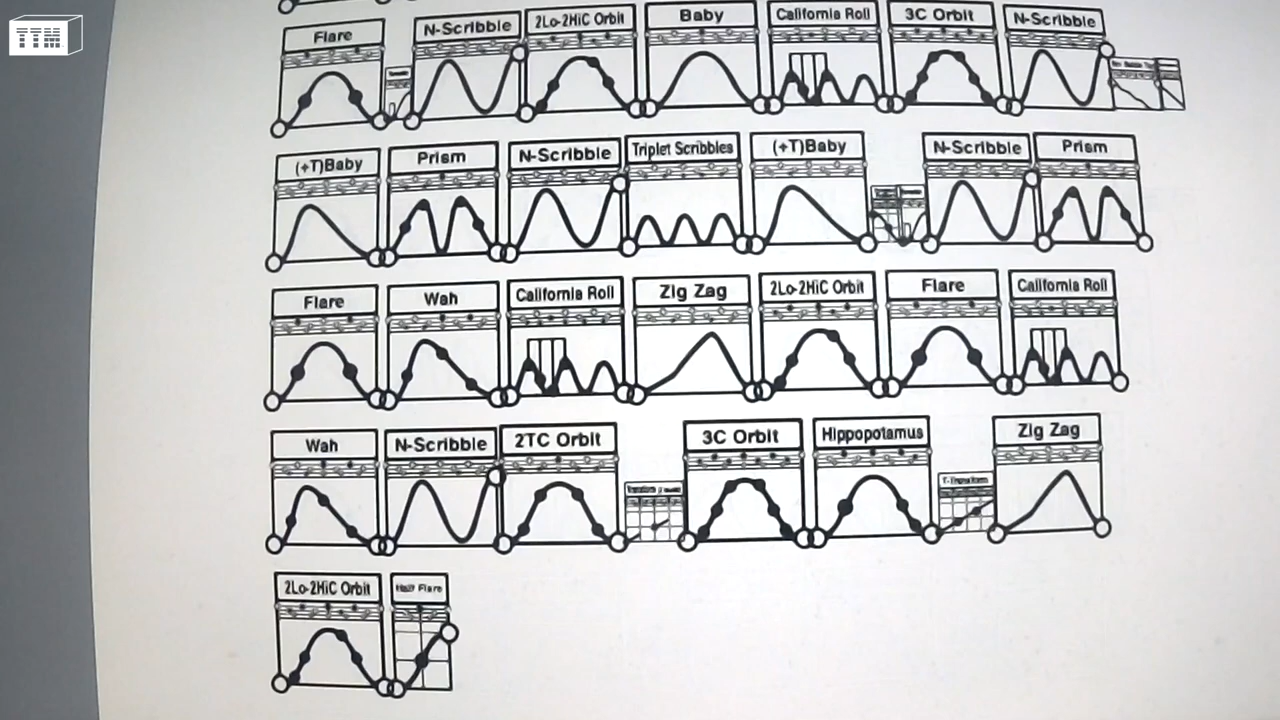 TTM
Flare N-Scribble 2Lo-2HiC Orbit Baby California Roll 3C Orbit N-Scribble
(+T)Baby Prism N-Scribble Triplet Scribbles (+T)Baby N-Scribble Prism
Flare Wah California Roll Zig Zag 2Lo-2HiC Orbit Flare California Roll
Wah N-Scribble 2TC Orbit 3C Orbit Hippopotamus T-Transform Zig Zag
2Lo-2HiC Orbit Half Flare